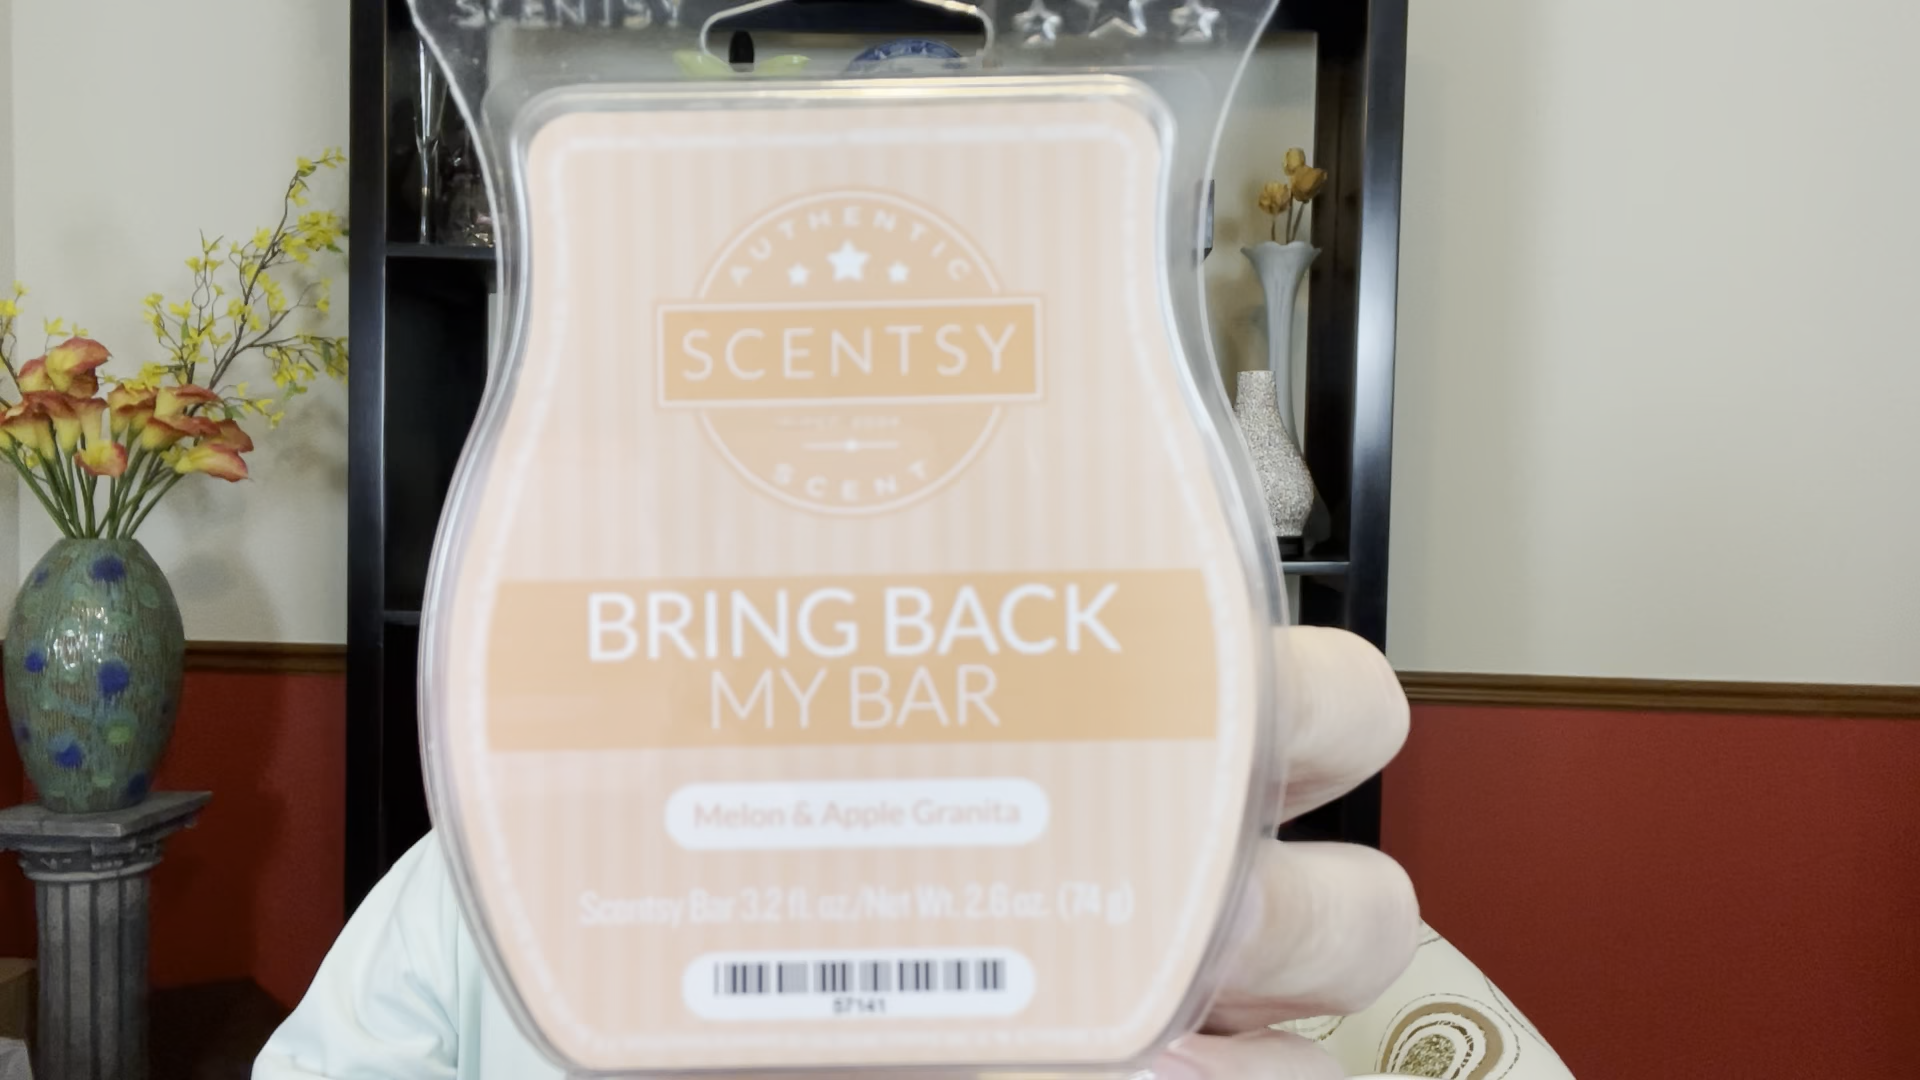 SCENTSY
AUTHENTIC
SCENTSY
SCENT
BRING BACK
MY BAR
Melon & Apple Granita
Scentsy Bar 3.2 fl. oz./Net Wt. 2.6 oz. (74 g)
57141